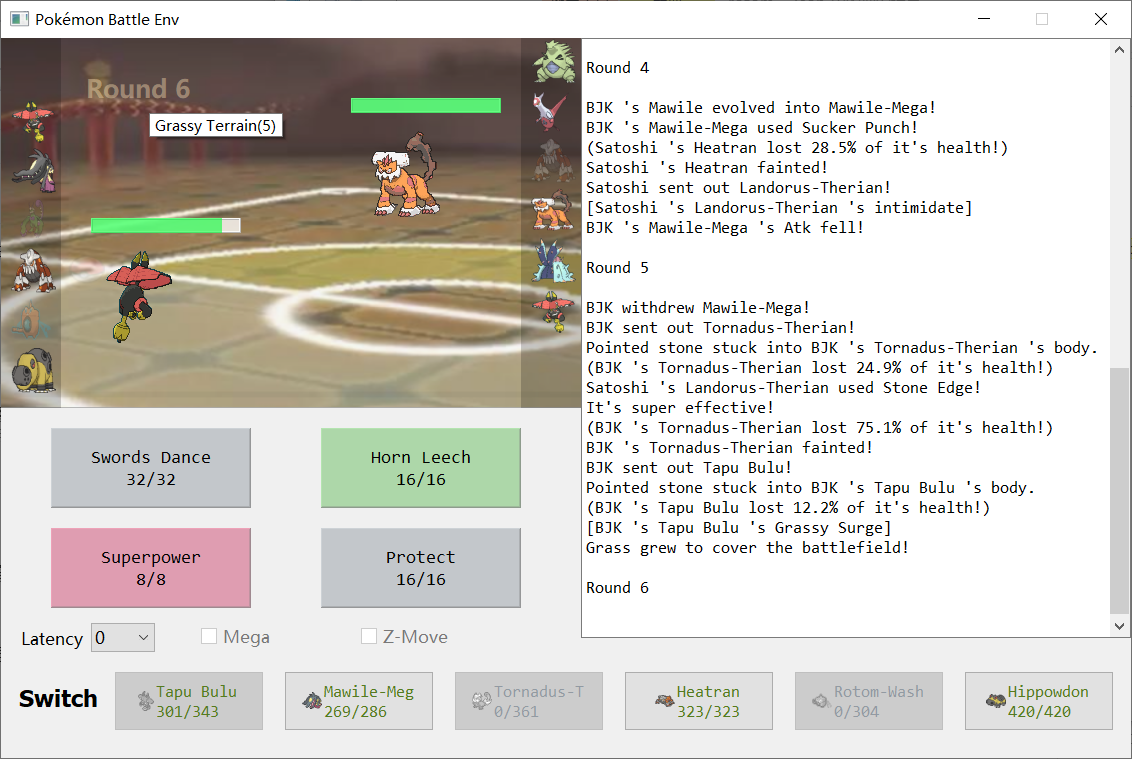 Pokémon Battle Env
Round 6
Grassy Terrain(5)
Round 4
BJK 's Mawile evolved into Mawile-Mega!
BJK 's Mawile-Mega used Sucker Punch!
(Satoshi 's Heatran lost 28.5% of it's health!)
Satoshi 's Heatran fainted!
Satoshi sent out Landorus-Therian!
[Satoshi 's Landorus-Therian 's intimidate]
BJK 's Mawile-Mega 's Atk fell!
Round 5
BJK withdrew Mawile-Mega!
BJK sent out Tornadus-Therian!
Pointed stone stuck into BJK 's Tornadus-Therian 's body.
(BJK 's Tornadus-Therian lost 24.9% of it's health!)
Satoshi 's Landorus-Therian used Stone Edge!
It's super effective!
(BJK 's Tornadus-Therian lost 75.1% of it's health!)
BJK 's Tornadus-Therian fainted!
BJK sent out Tapu Bulu!
Pointed stone stuck into BJK 's Tapu Bulu 's body.
(BJK 's Tapu Bulu lost 12.2% of it's health!)
[BJK 's Tapu Bulu 's Grassy Surge]
Grass grew to cover the battlefield!
Round 6
Swords Dance
32/32
Horn Leech
16/16
Superpower
8/8
Protect
16/16
Latency 0
Mega
Z-Move
Switch
Tapu Bulu
301/343
Mawile-Meg
269/286
Tornadus-T
0/361
Heatran
323/323
Rotom-Wash
0/304
Hippowdon
420/420